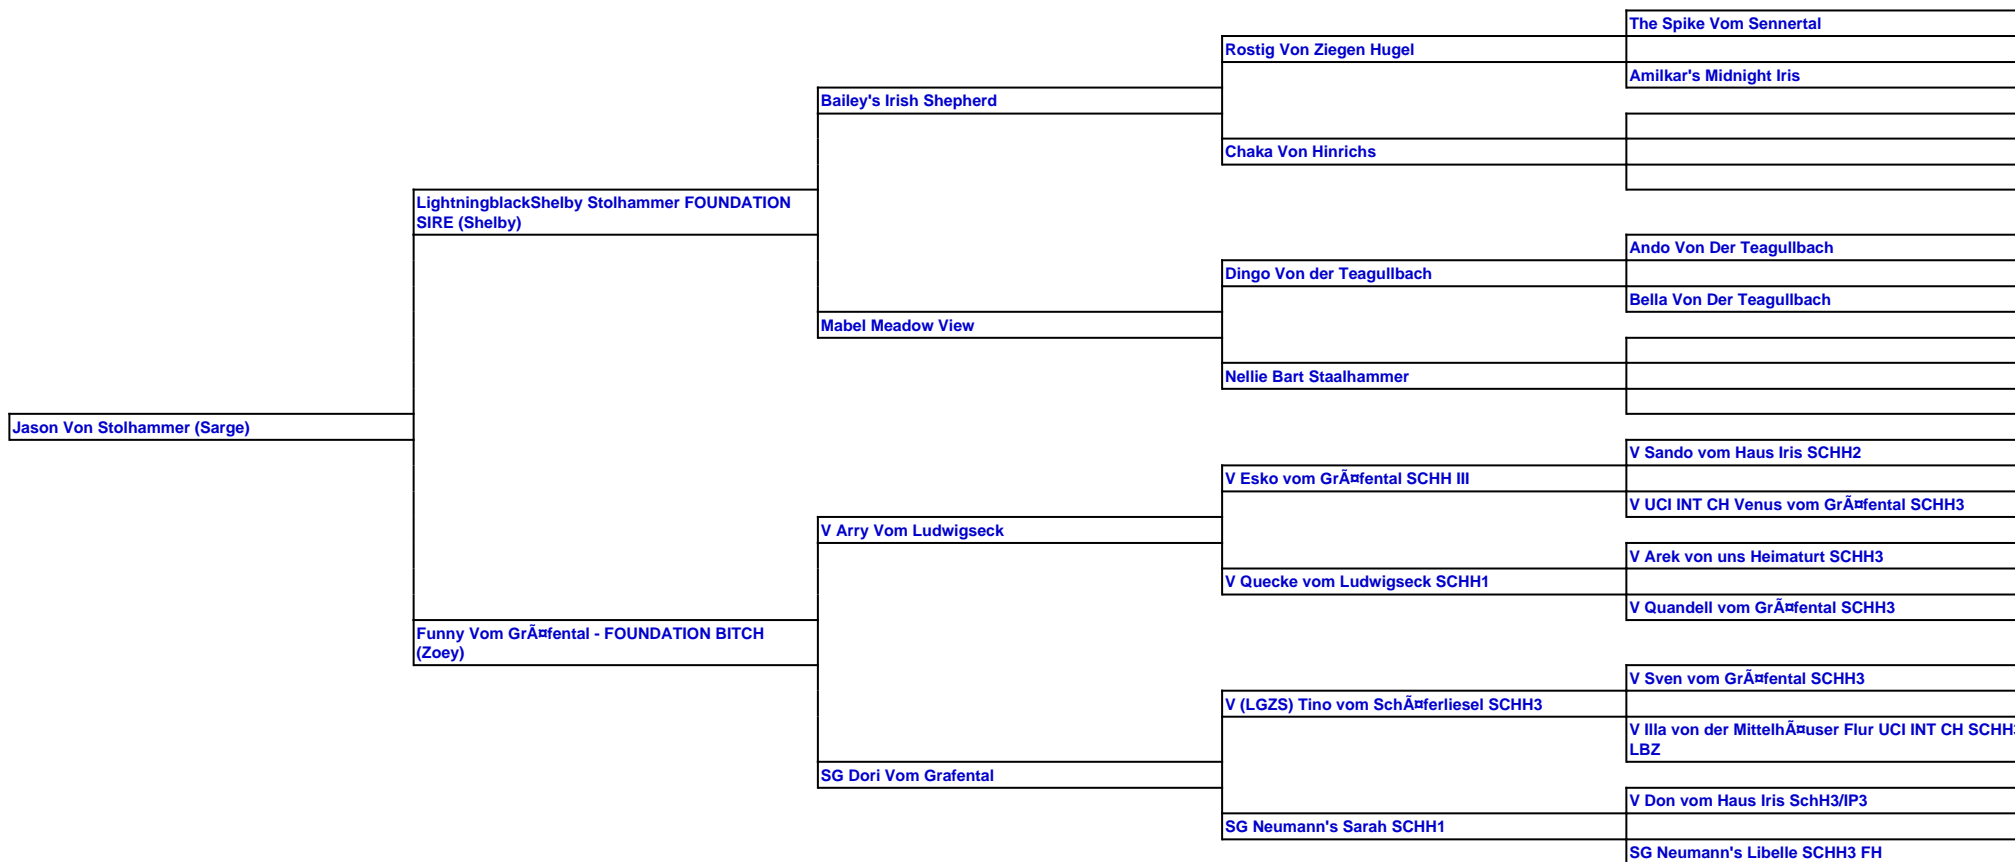 The Spike Vom Sennertal
Rostig Von Ziegen Hugel
Amilkar's Midnight Iris
Bailey's Irish Shepherd
Chaka Von Hinrichs
LightningblackShelby Stolhammer FOUNDATION
SIRE (Shelby)
Ando Von Der Teagullbach
Dingo Von der Teagullbach
Bella Von Der Teagullbach
Mabel Meadow View
Nellie Bart Staalhammer
Jason Von Stolhammer (Sarge)
V Sando vom Haus Iris SCHH2
V Esko vom GrÃ¤fental SCHH III
V UCI INT CH Venus vom GrÃ¤fental SCHH3
V Arry Vom Ludwigseck
V Arek von uns Heimaturt SCHH3
V Quecke vom Ludwigseck SCHH1
V Quandell vom GrÃ¤fental SCHH3
Funny Vom GrÃ¤fental - FOUNDATION BITCH
(Zoey)
V Sven vom GrÃ¤fental SCHH3
V (LGZS) Tino vom SchÃ¤ferliesel SCHH3
V Illa von der MittelhÃ¤user Flur UCI INT CH SCHH3
LBZ
SG Dori Vom Grafental
V Don vom Haus Iris SchH3/IP3
SG Neumann's Sarah SCHH1
SG Neumann's Libelle SCHH3 FH